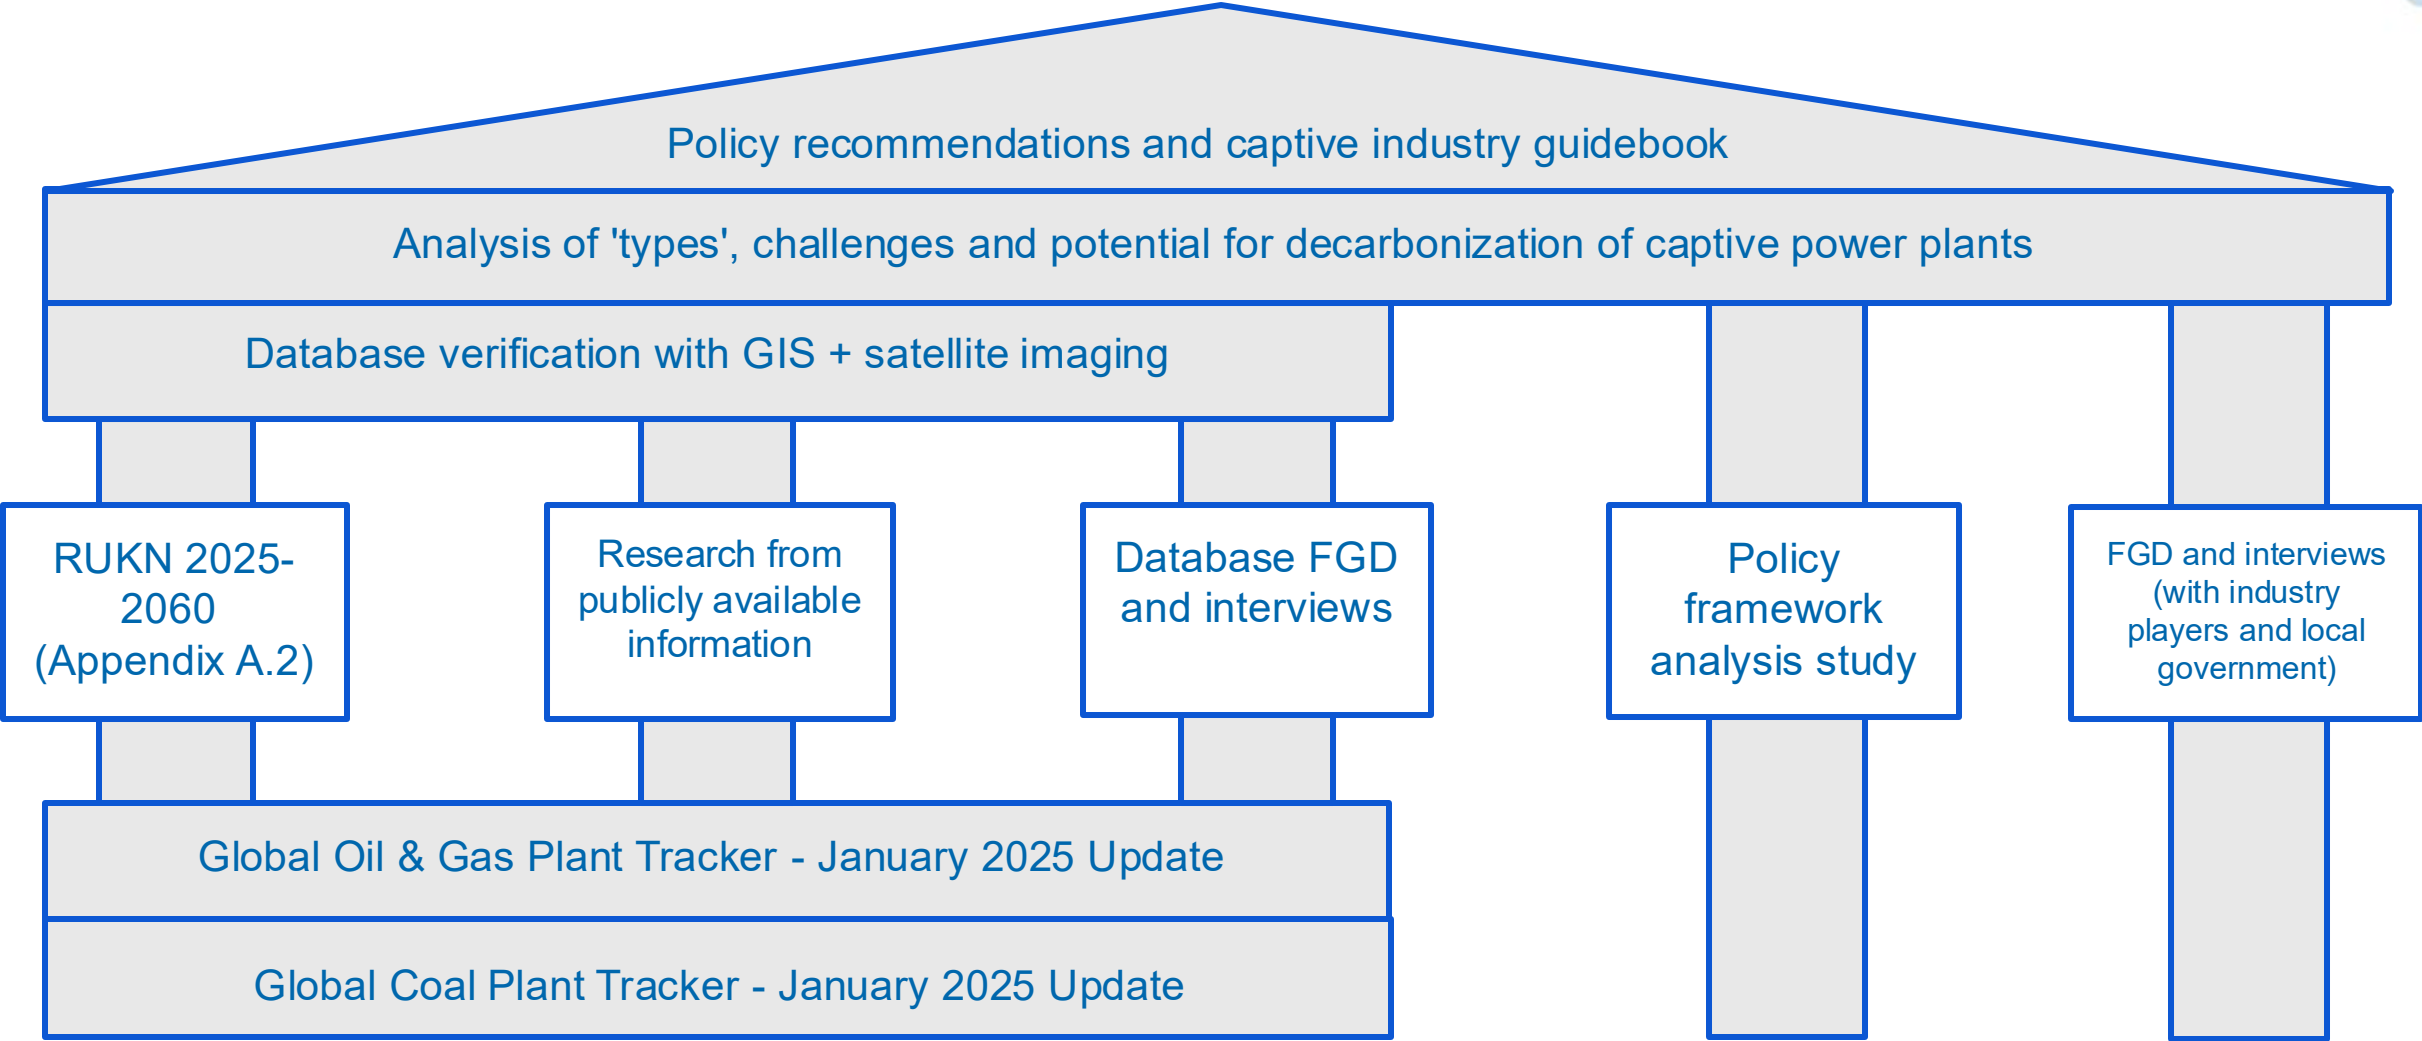 Policy recommendations and captive industry guidebook
Analysis of 'types', challenges and potential for decarbonization of captive power plants
Database verification with GIS + satellite imaging
RUKN 2025-
2060
(Appendix A.2)
Research from
publicly available
information
Database FGD
and interviews
Policy
framework
analysis study
FGD and interviews
(with industry
players and local
government)
Global Oil & Gas Plant Tracker - January 2025 Update
Global Coal Plant Tracker - January 2025 Update